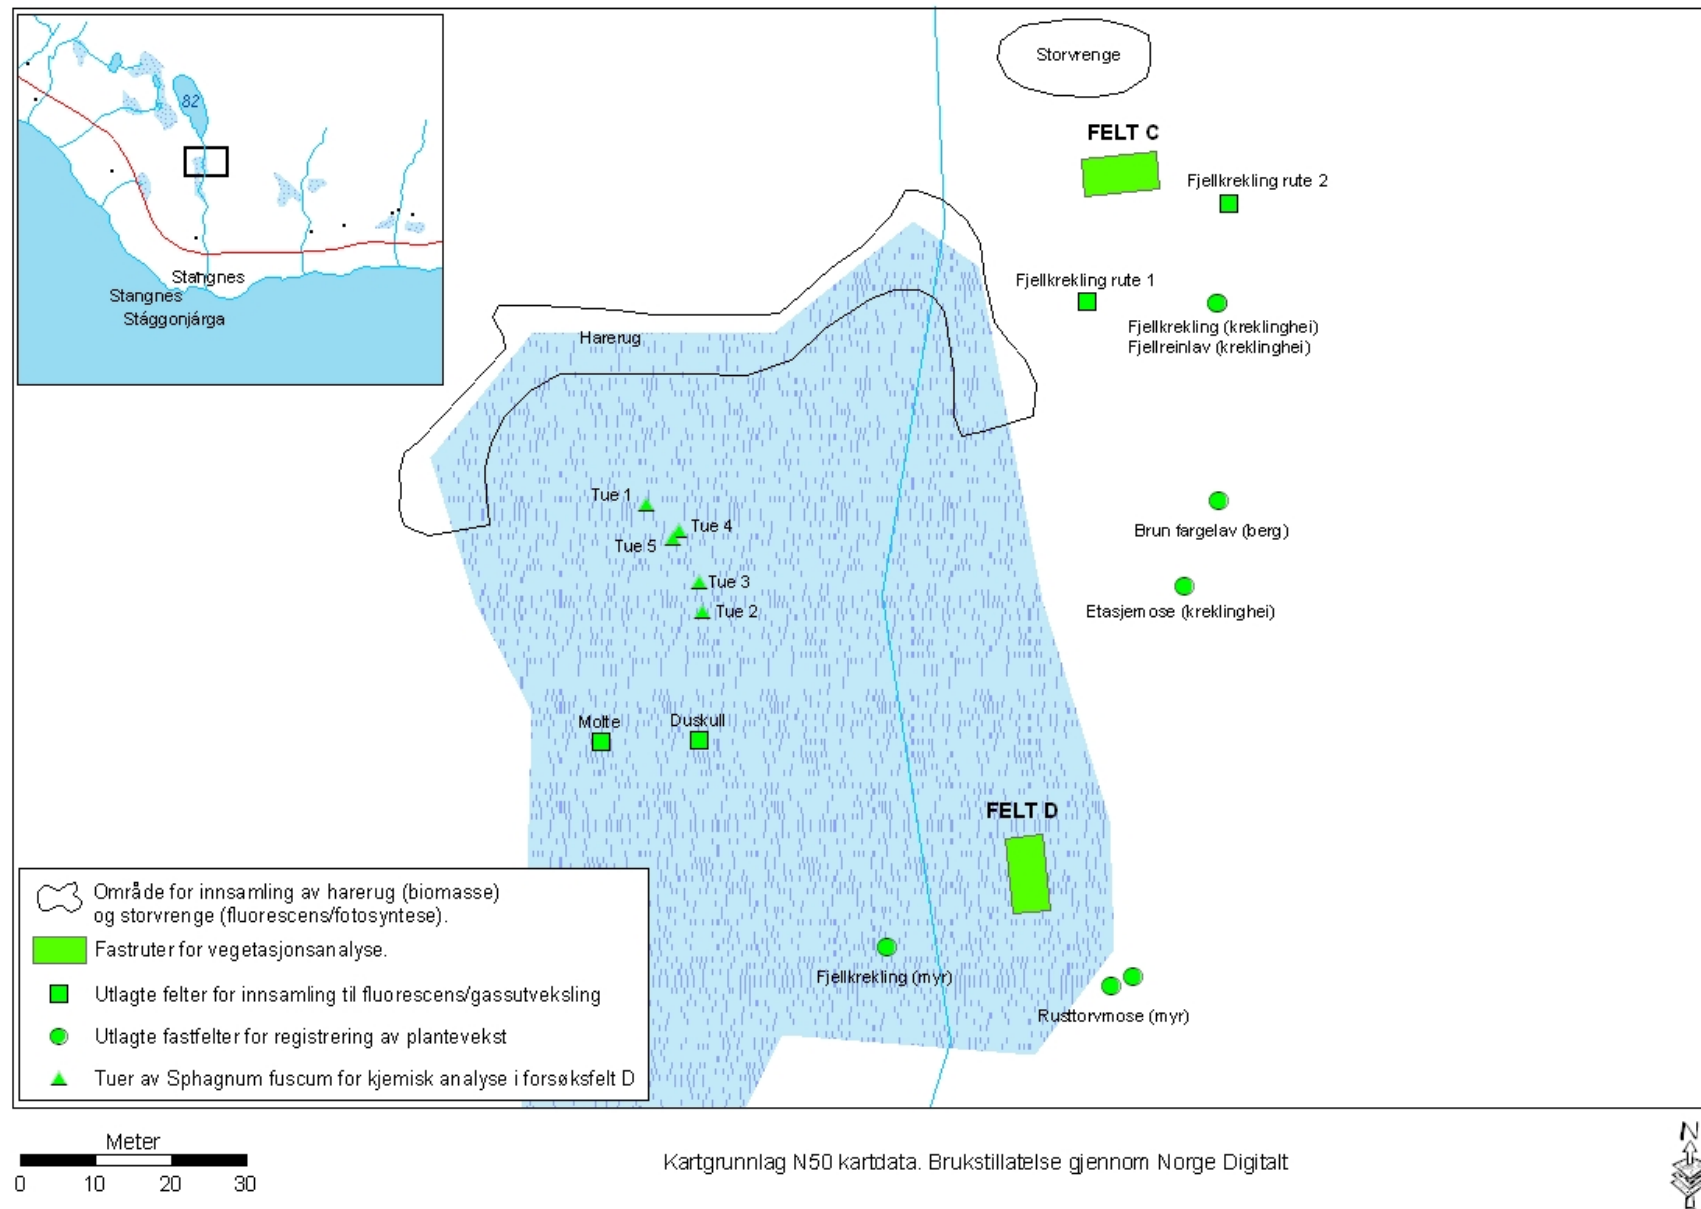 82
Stangnes
Stangnes
Stággonjárga
Storvrenge
FELT C
Fjellkrekling rute 2
Fjellkrekling rute 1
Fjellkrekling (kreklinghei)
Fjellreinlav (kreklinghei)
Harerug
Tue 1
Tue 4
Tue 5
Tue 3
Tue 2
Brun fargelav (berg)
Etasjemose (kreklinghei)
Molte
Duskull
FELT D
Fjellkrekling (myr)
Rusttorvmose (myr)
Område for innsamling av harerug (biomasse)
og storvrenge (fluorescens/fotosyntese).
Fastruter for vegetasjonsanalyse.
Utlagte felter for innsamling til fluorescens/gassutveksling
Utlagte fastfelter for registrering av plantevekst
Tuer av Sphagnum fuscum for kjemisk analyse i forsøksfelt D
Meter
0 10 20 30
Kartgrunnlag N50 kartdata. Brukstillatelse gjennom Norge Digitalt
N